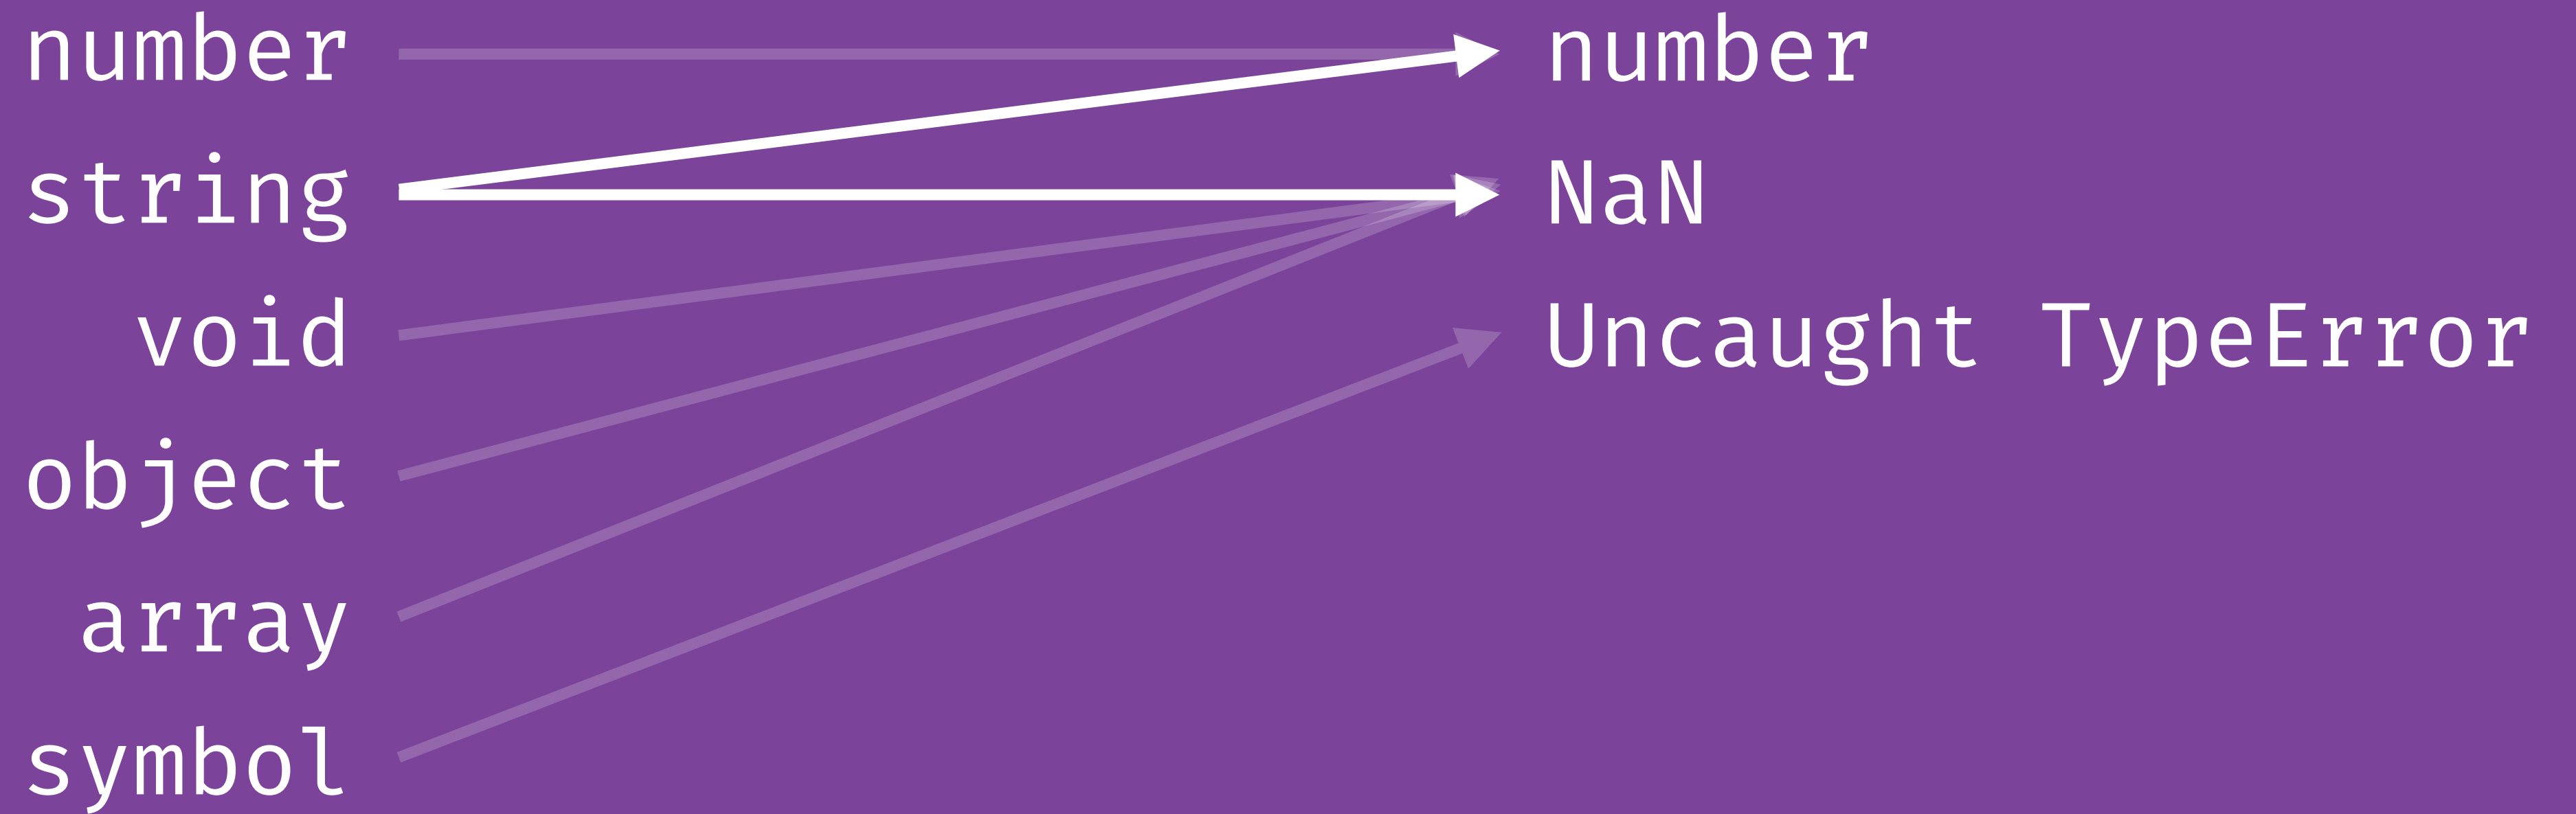 number number
string NaN
void Uncaught TypeError
object
array
symbol